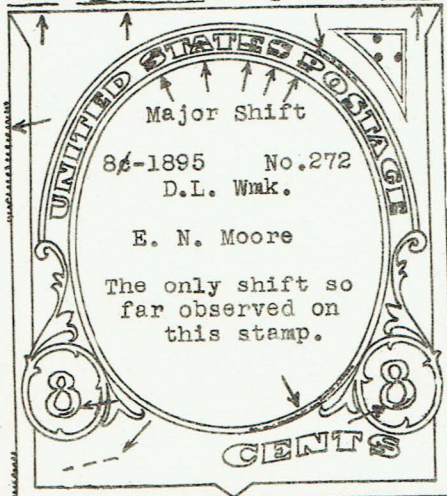 UNITED STATES POSTAGE
Major Shift
8¢-1895 No.272
D.L. Wmk.
E. N. Moore
The only shift so
far observed on
this stamp.
8 8
CENTS